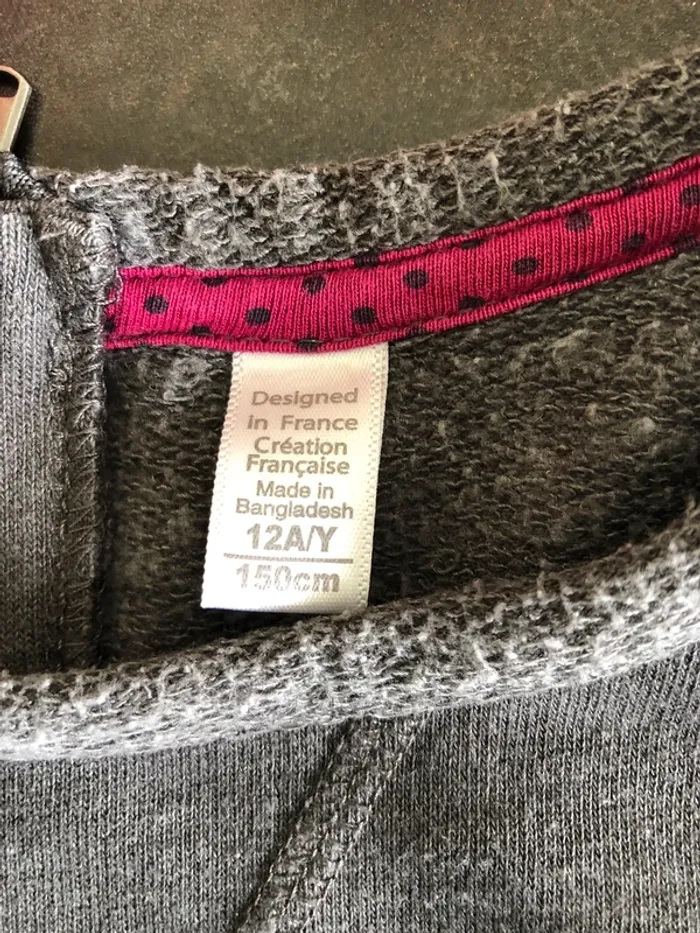 Designed
in France
Création
Française
Made in
Bangladesh
12A/Y
150cm